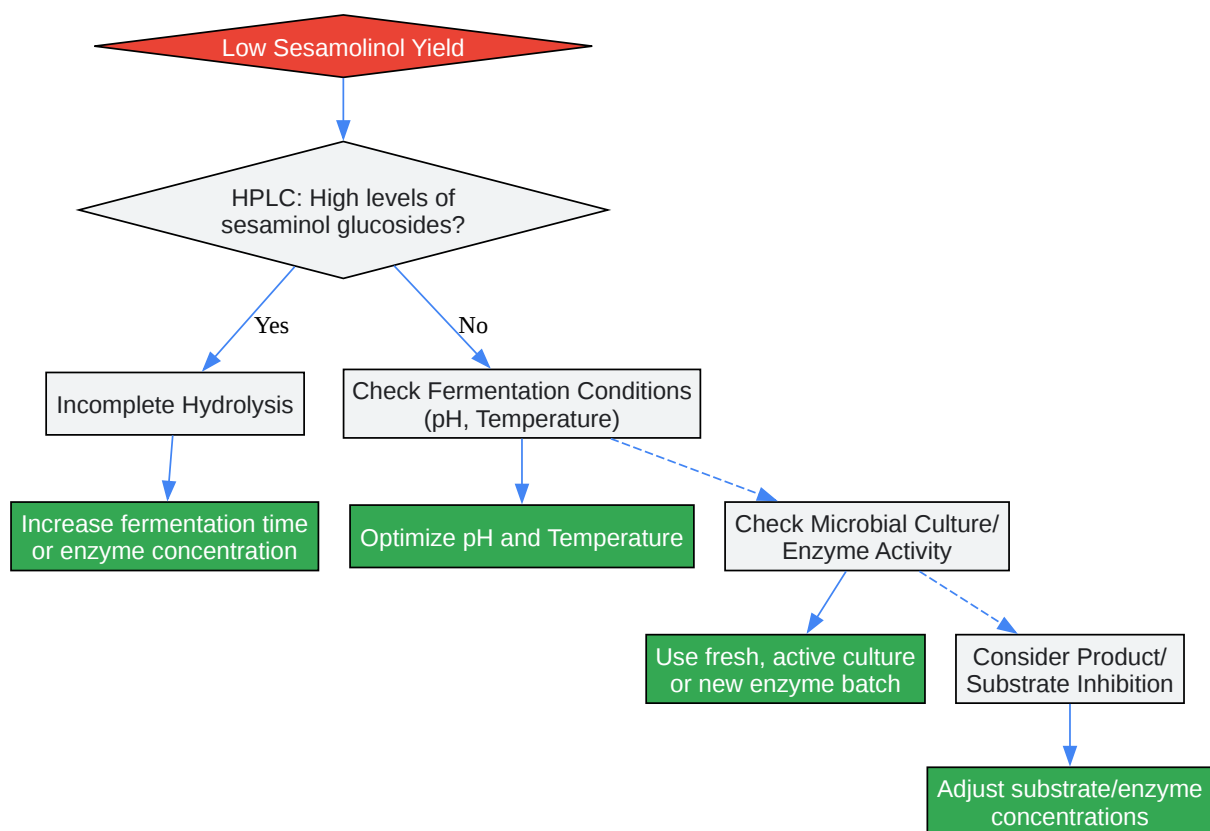 Low Sesamolinol Yield
HPLC: High levels of
sesaminol glucosides?
Yes
No
Incomplete Hydrolysis
Check Fermentation Conditions
(pH, Temperature)
Increase fermentation time
or enzyme concentration
Optimize pH and Temperature
Check Microbial Culture/
Enzyme Activity
Use fresh, active culture
or new enzyme batch
Consider Product/
Substrate Inhibition
Adjust substrate/enzyme
concentrations